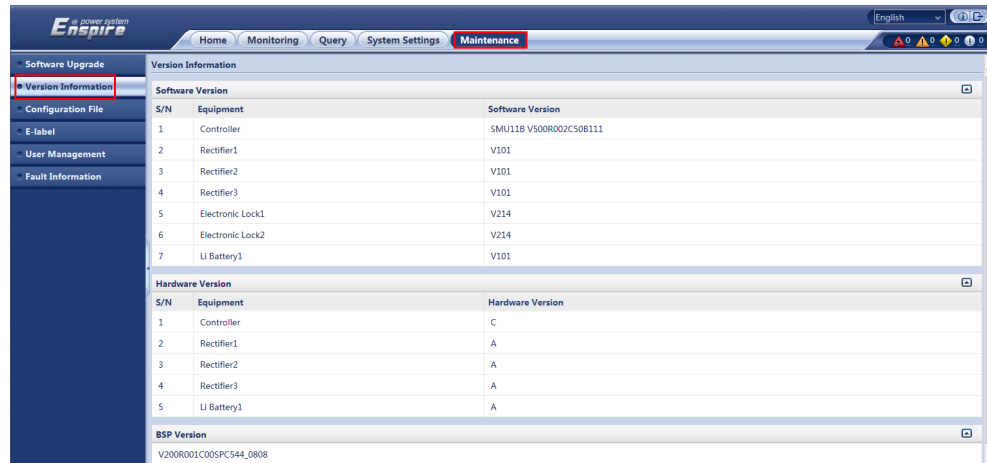 e power system
Enspire
English
Home Monitoring Query System Settings Maintenance
0 0 0 0
Software Upgrade
Version Information
Configuration File
E-label
User Management
Fault Information
Version Information
Software Version
S/N Equipment Software Version
1 Controller SMU11B V500R002C50B111
2 Rectifier1 V101
3 Rectifier2 V101
4 Rectifier3 V101
5 Electronic Lock1 V214
6 Electronic Lock2 V214
7 Li Battery1 V101
Hardware Version
S/N Equipment Hardware Version
1 Controller C
2 Rectifier1 A
3 Rectifier2 A
4 Rectifier3 A
5 Li Battery1 A
BSP Version
V200R001C00SPC544_0808